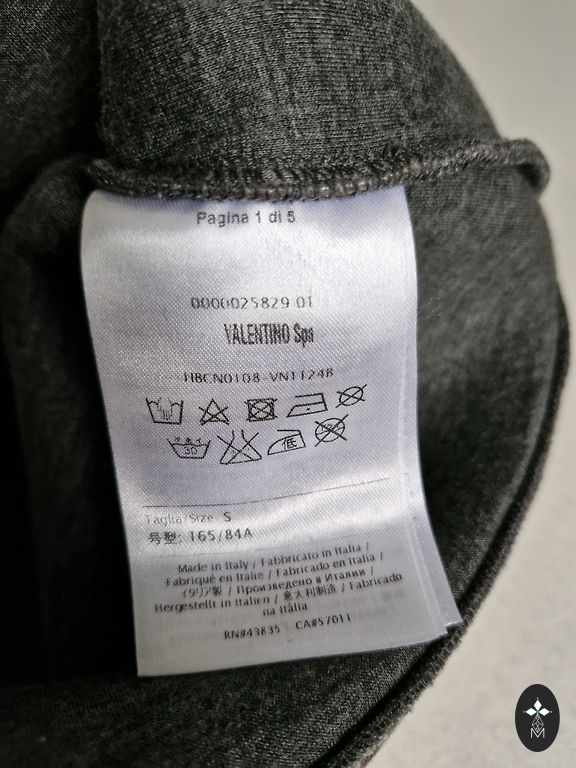 Pagina 1 di 5
0000025829 01
VALENTINO Spa
HBCN0108-VN1124B
30
低
Taglia/Size S
号型: 165/84A
Made in Italy / Fabbricato in Italia /
Fabriqué en Italie / Fabricado en Italia /
イタリア製 / Произведено в Италии /
Hergestellt in Italien / 意大利制造 / Fabricado
na Itália
RN#43835 - CA#57011
M